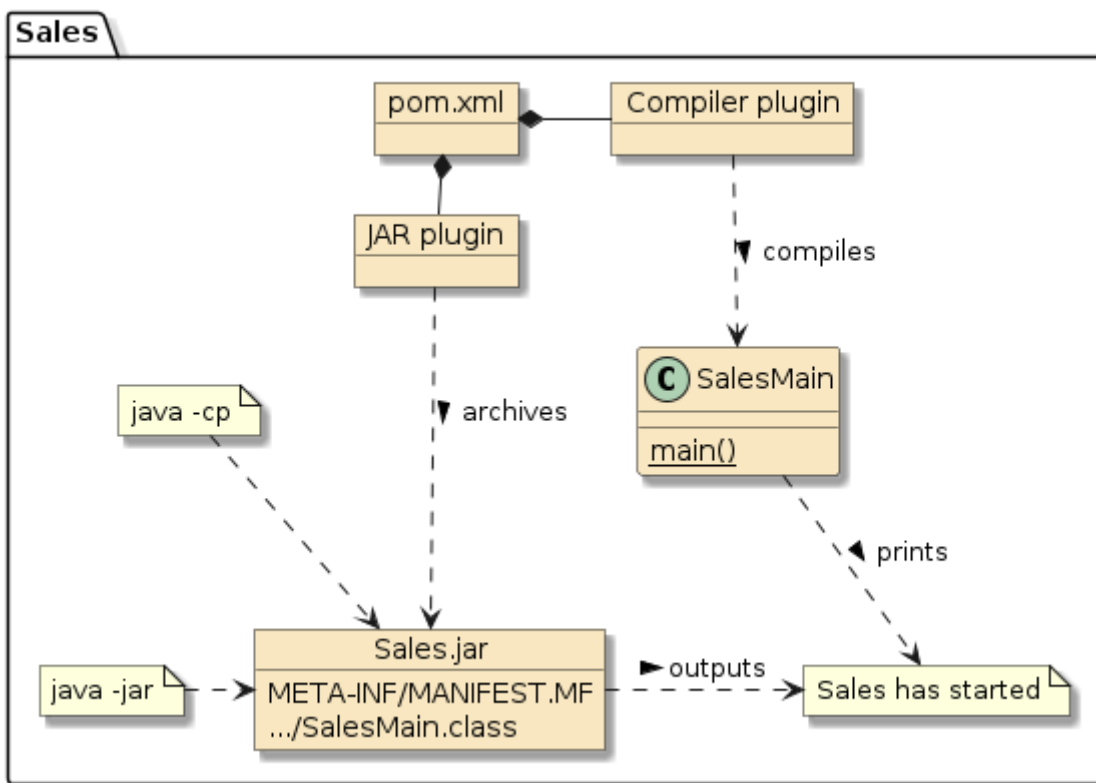 Sales
pom.xml
Compiler plugin
JAR plugin
compiles
C SalesMain
java -cp
archives
main()
prints
Sales.jar
outputs
java -jar
META-INF/MANIFEST.MF
Sales has started
.../SalesMain.class